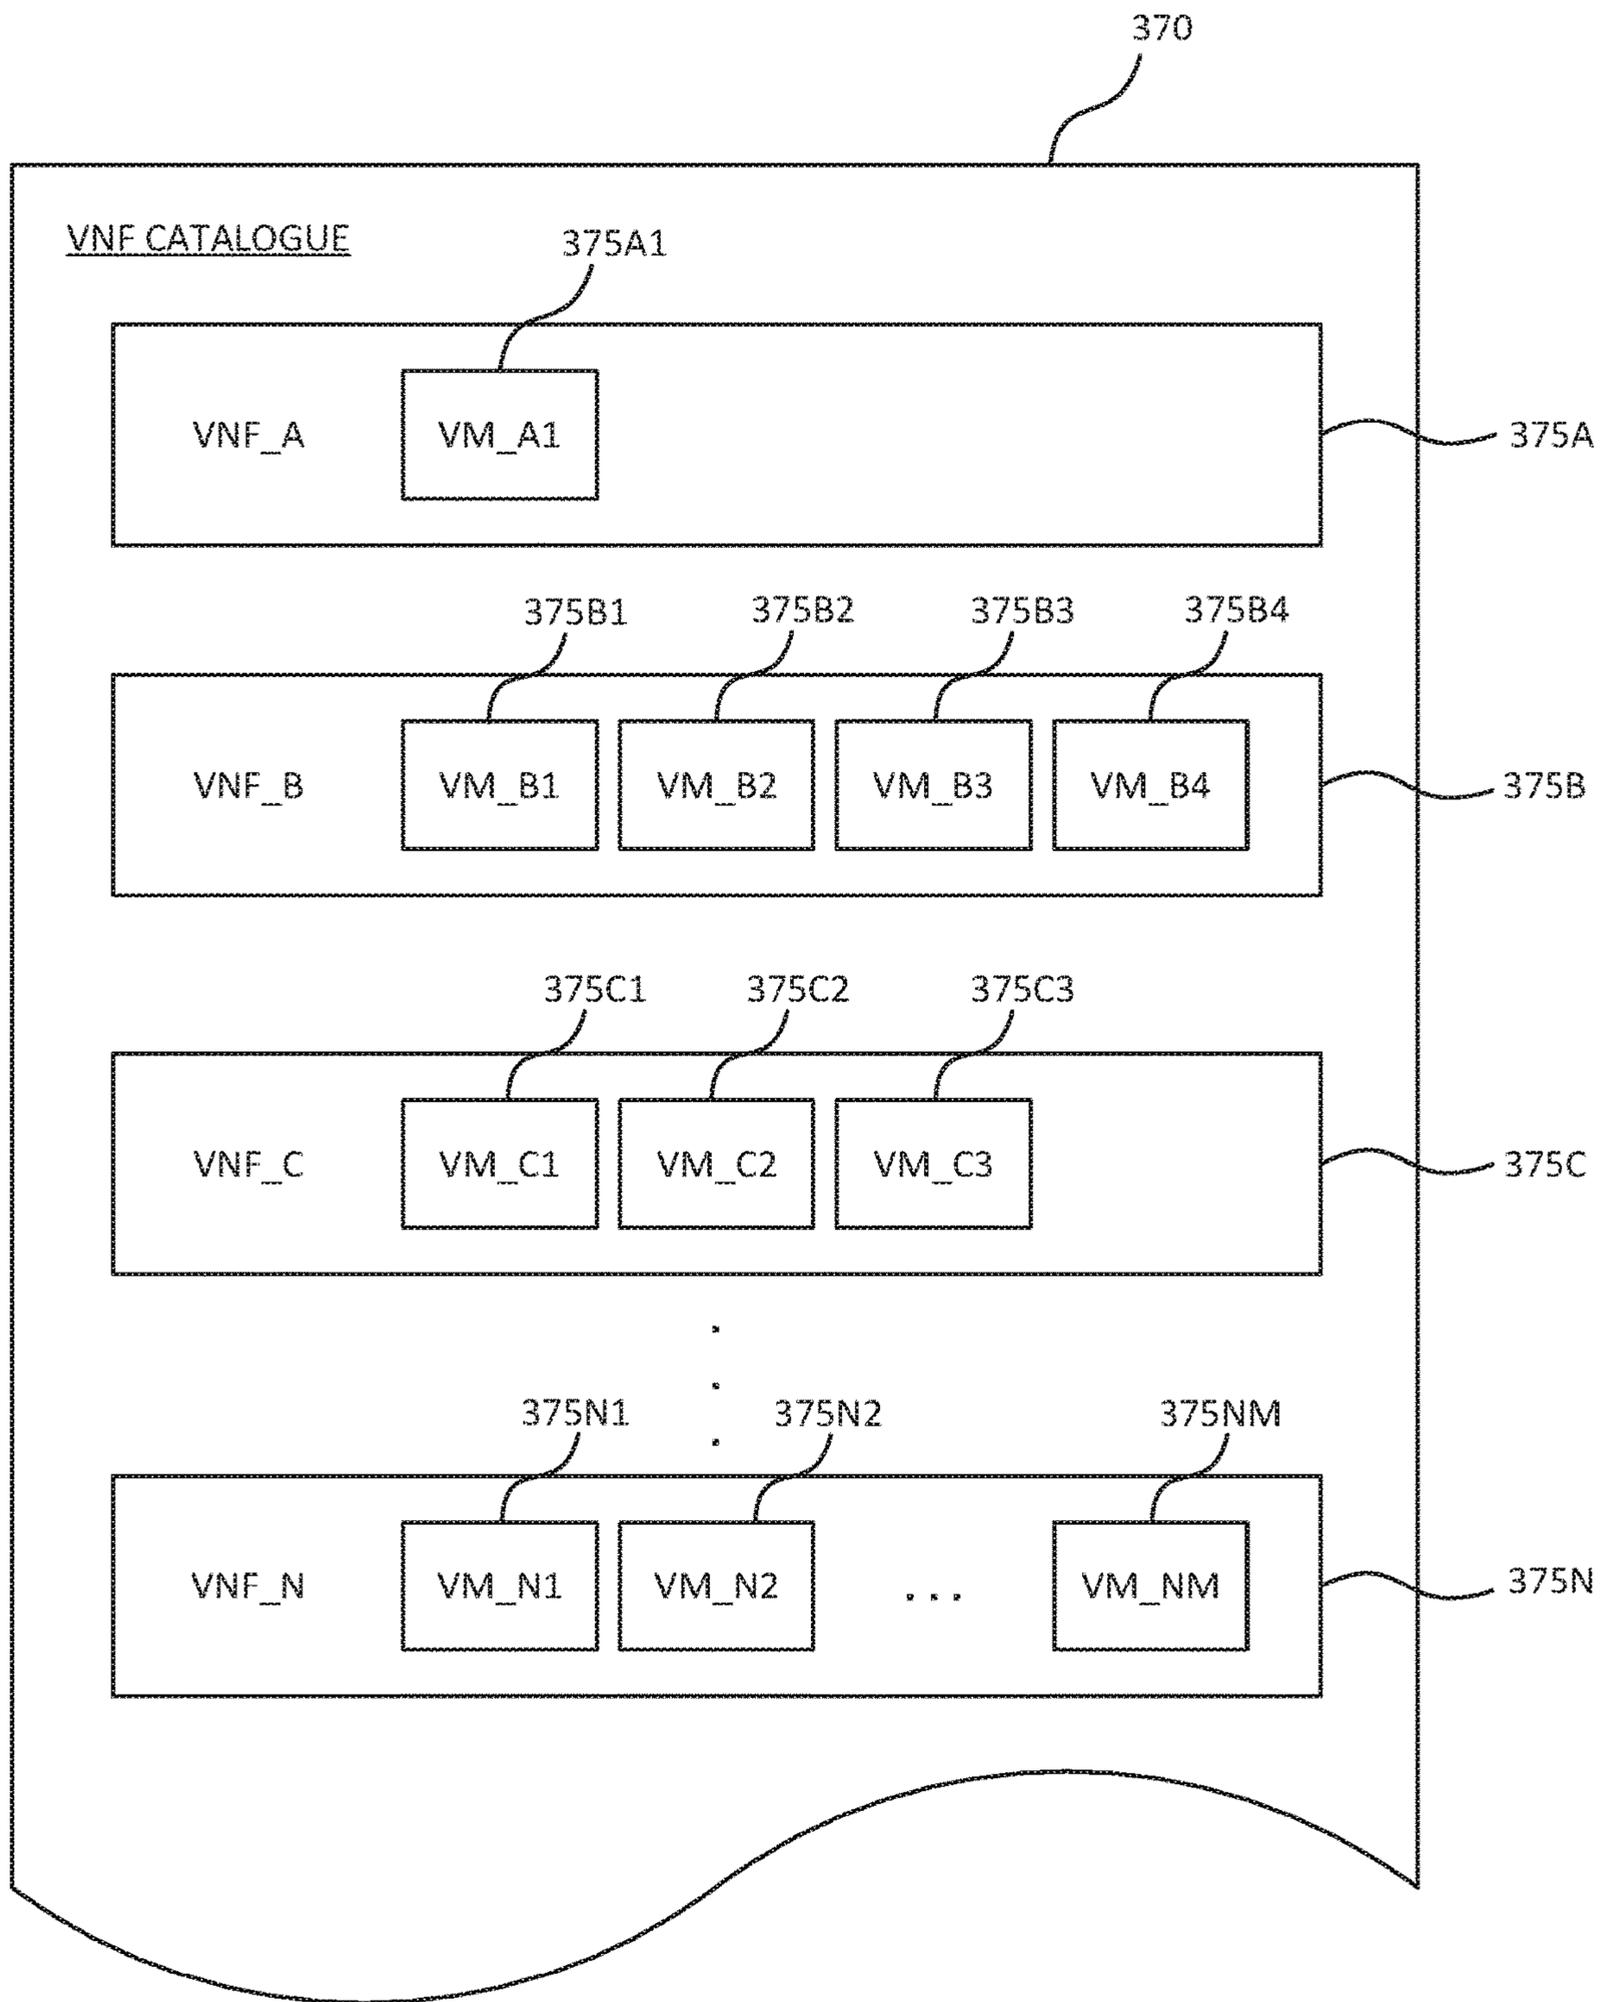 370
VNF CATALOGUE
375A1
VNF_A VM_A1
375A
375B1 375B2 375B3 375B4
VNF_B VM_B1 VM_B2 VM_B3 VM_B4
375B
375C1 375C2 375C3
VNF_C VM_C1 VM_C2 VM_C3
375C
375N1 375N2 375NM
VNF_N VM_N1 VM_N2 ... VM_NM
375N